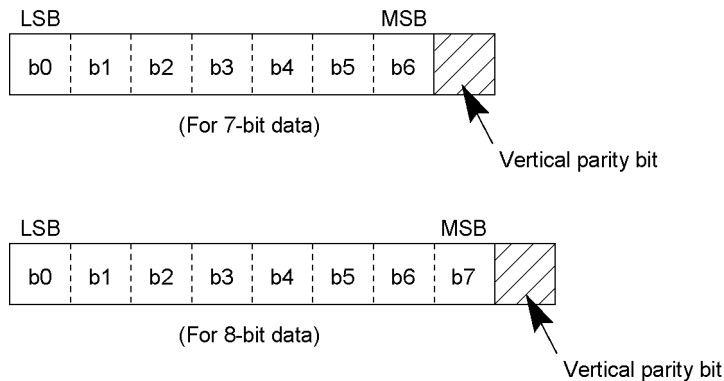 LSB MSB
b0 b1 b2 b3 b4 b5 b6
(For 7-bit data)
Vertical parity bit
LSB MSB
b0 b1 b2 b3 b4 b5 b6 b7
(For 8-bit data)
Vertical parity bit